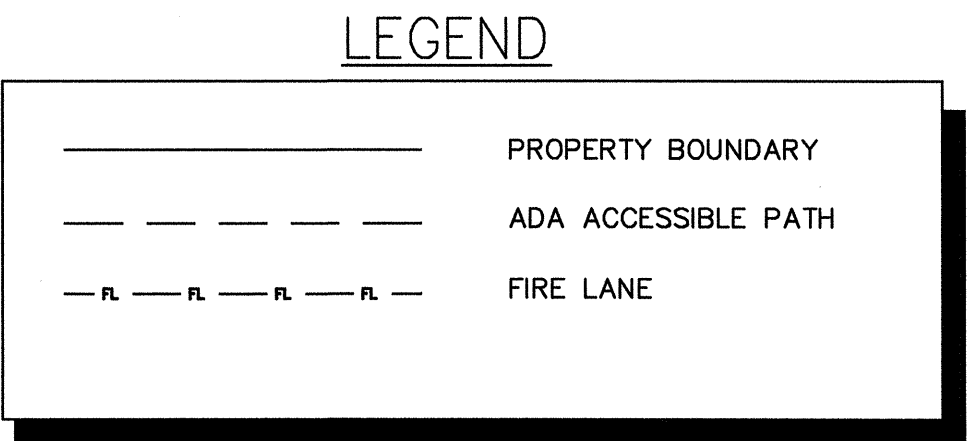 LEGEND
PROPERTY BOUNDARY
ADA ACCESSIBLE PATH
FL FL FL FL FIRE LANE